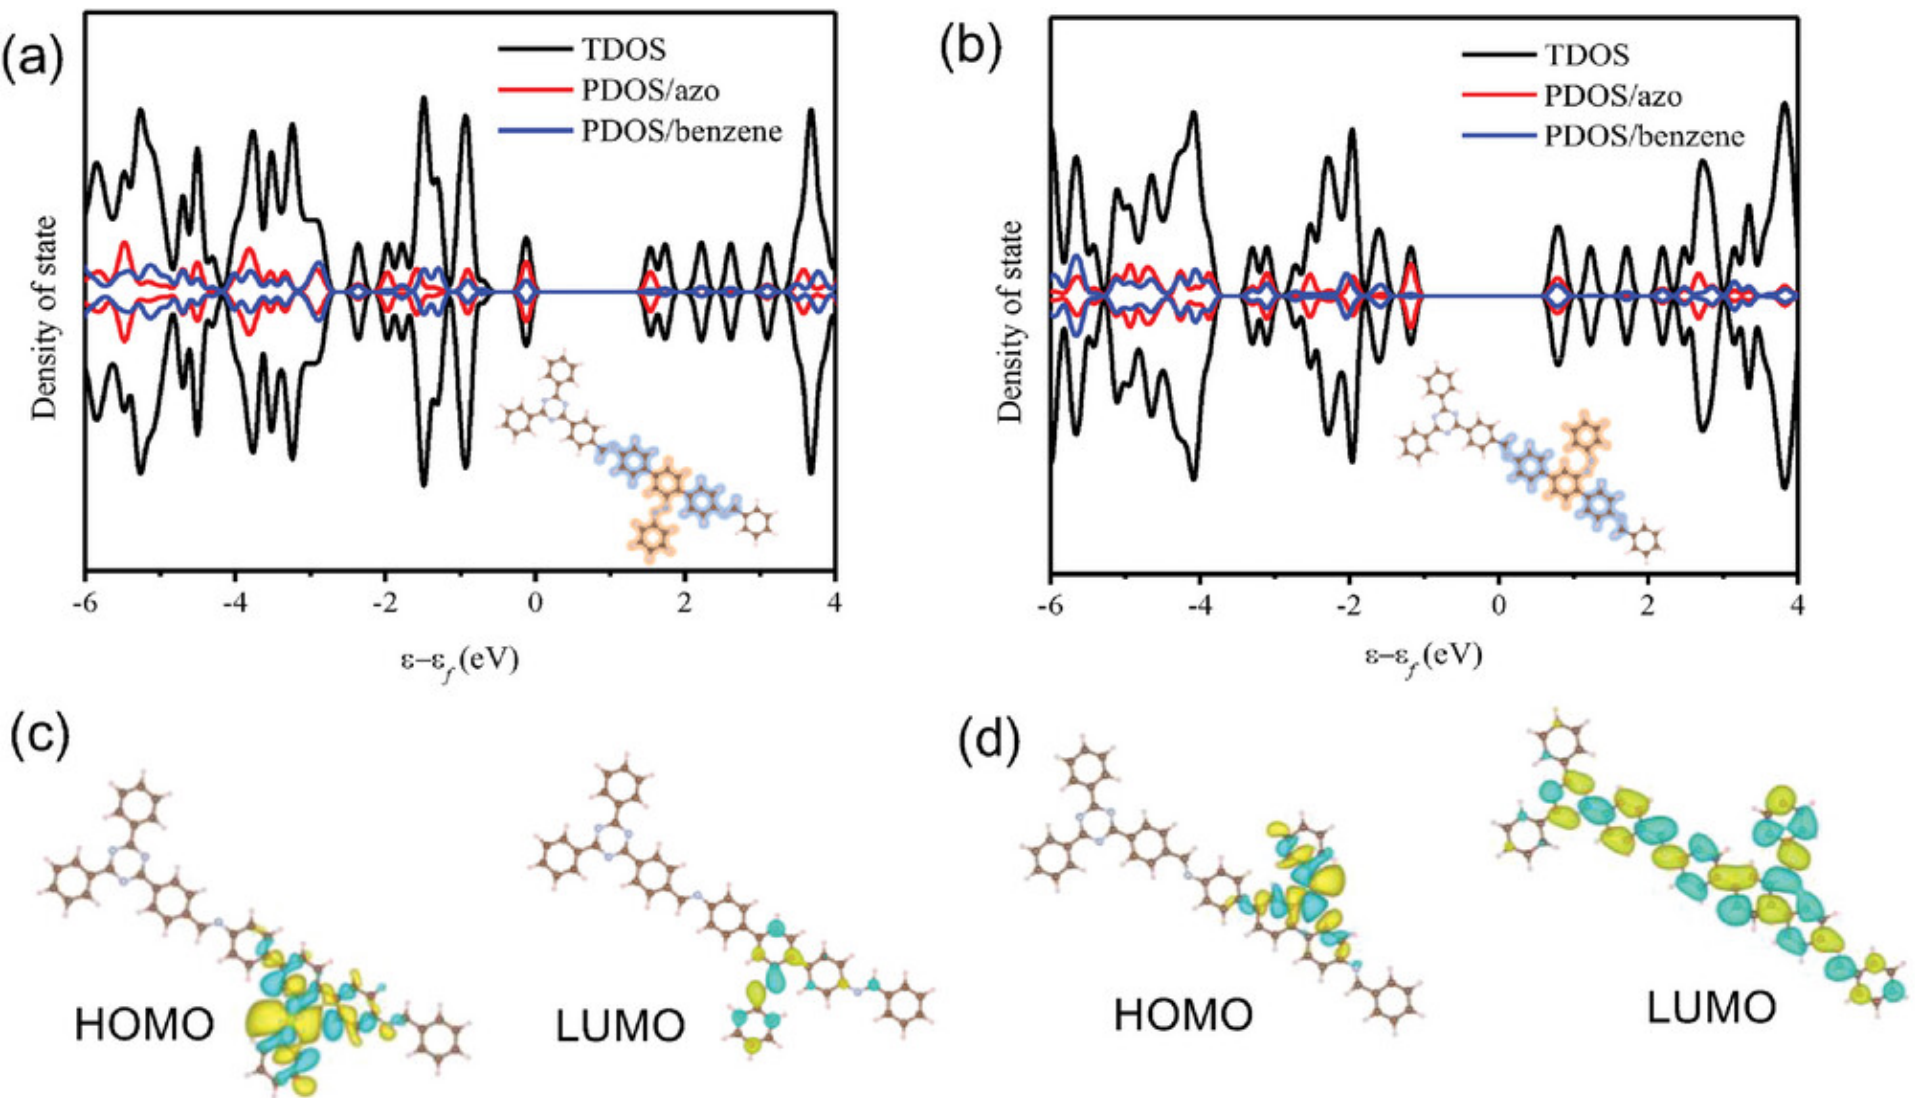 (a)
TDOS
PDOS/azo
PDOS/benzene
Density of state
-6 -4 -2 0 2 4
ε−ε_f (eV)
(b)
TDOS
PDOS/azo
PDOS/benzene
Density of state
-6 -4 -2 0 2 4
ε−ε_f (eV)
(c)
HOMO
LUMO
(d)
HOMO
LUMO